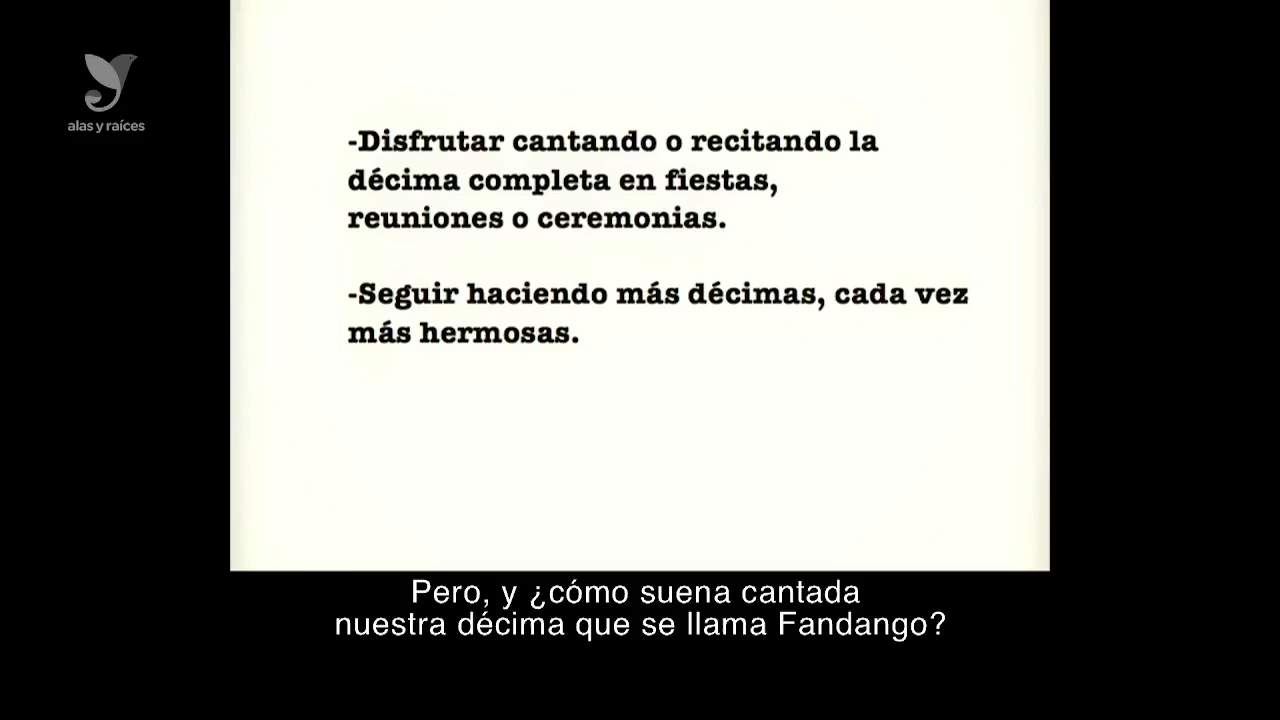 alas y raíces
-Disfrutar cantando o recitando la
décima completa en fiestas,
reuniones o ceremonias.
-Seguir haciendo más décimas, cada vez
más hermosas.
Pero, y ¿cómo suena cantada
nuestra décima que se llama Fandango?